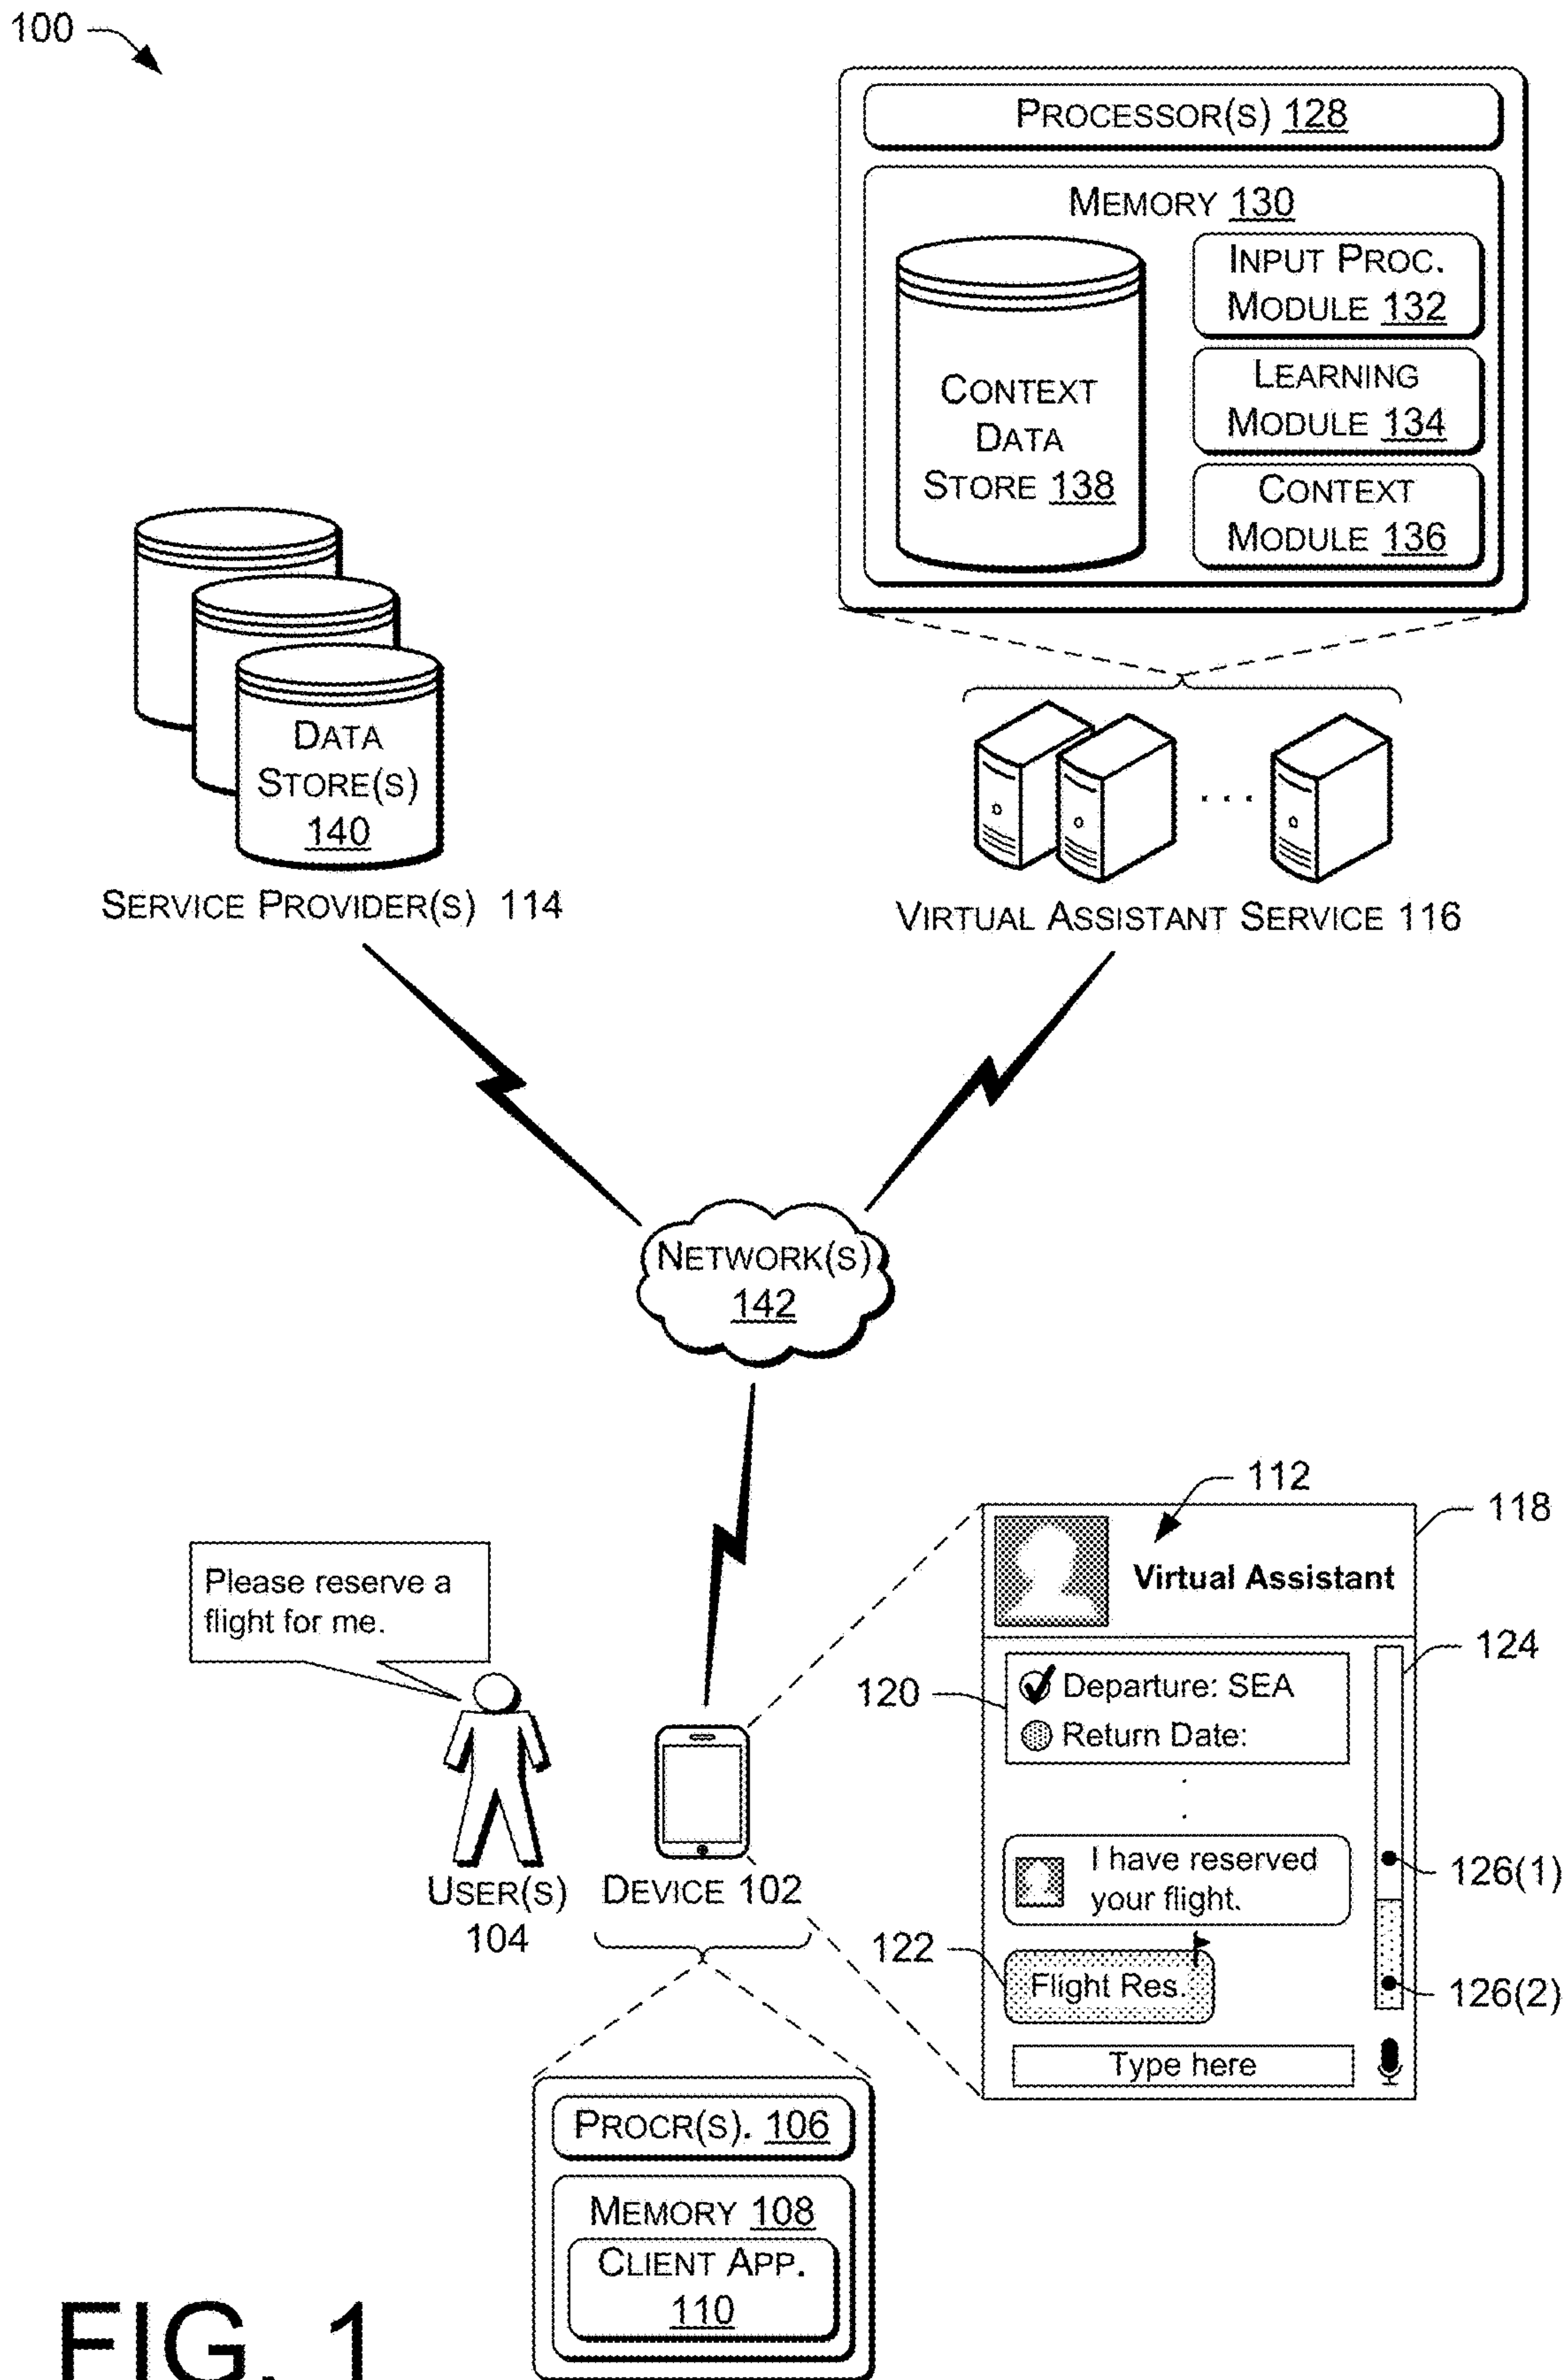 100
PROCESSOR(S) 128
MEMORY 130
INPUT PROC.
MODULE 132
CONTEXT
DATA
STORE 138
LEARNING
MODULE 134
CONTEXT
MODULE 136
DATA
STORE(S)
140
SERVICE PROVIDER(S) 114
VIRTUAL ASSISTANT SERVICE 116
NETWORK(S)
142
112
118
Virtual Assistant
Please reserve a
flight for me.
124
120
Departure: SEA
Return Date:
I have reserved
your flight.
126(1)
122
Flight Res.
126(2)
Type here
USER(S)
104
DEVICE 102
PROCR(S). 106
MEMORY 108
CLIENT APP.
110
FIG. 1